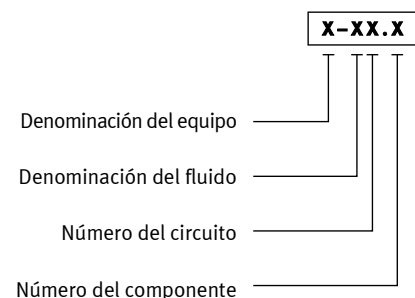 X-XX.X
Denominación del equipo
Denominación del fluido
Número del circuito
Número del componente